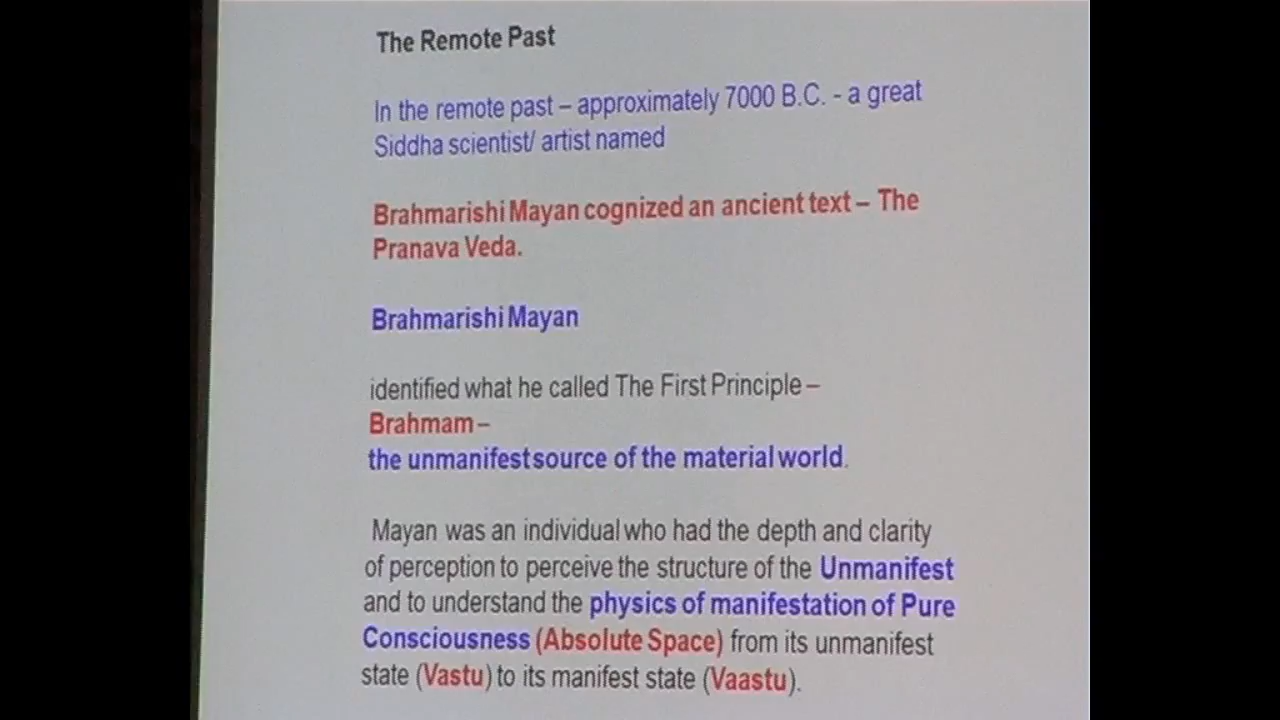 The Remote Past
In the remote past – approximately 7000 B.C. - a great
Siddha scientist/ artist named
Brahmarishi Mayan cognized an ancient text – The
Pranava Veda.
Brahmarishi Mayan
identified what he called The First Principle –
Brahmam –
the unmanifest source of the material world.
Mayan was an individual who had the depth and clarity
of perception to perceive the structure of the Unmanifest
and to understand the physics of manifestation of Pure
Consciousness (Absolute Space) from its unmanifest
state (Vastu) to its manifest state (Vaastu).